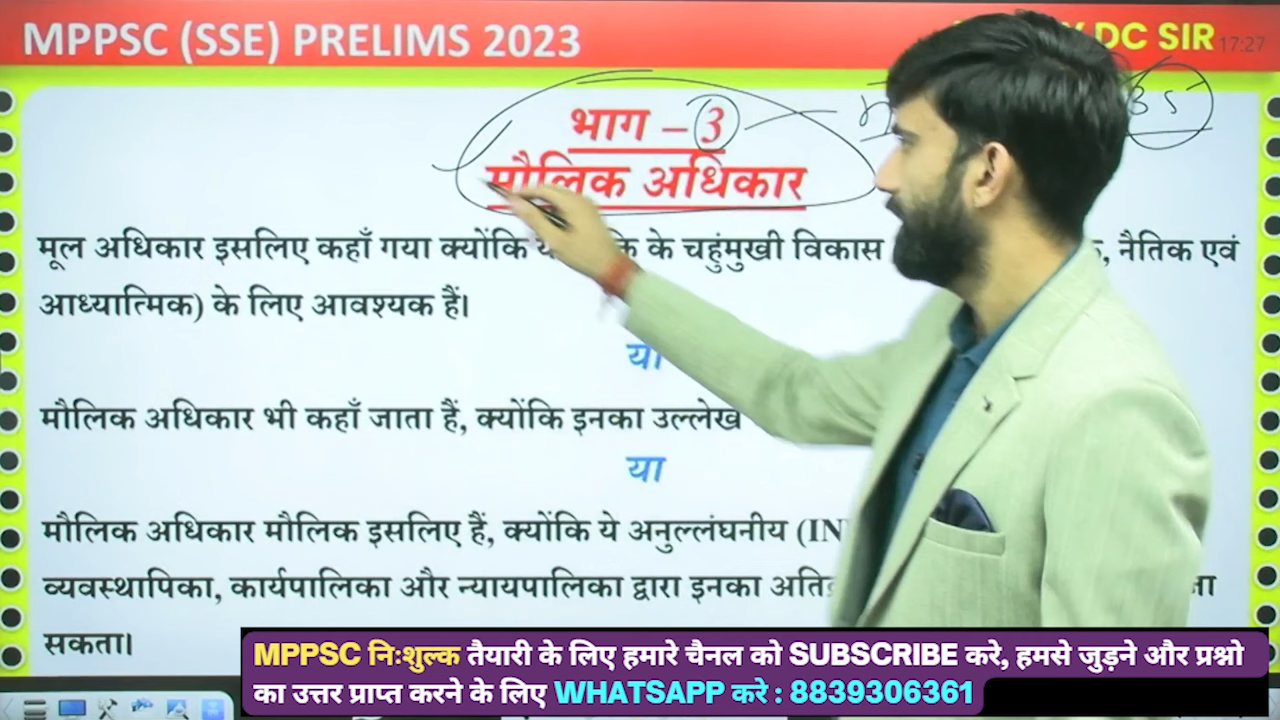 MPPSC (SSE) PRELIMS 2023
DC SIR
17:27
भाग – 3
मौलिक अधिकार
35
मूल अधिकार इसलिए कहाँ गया क्योंकि के चहुंमुखी विकास नैतिक एवं
आध्यात्मिक) के लिए आवश्यक हैं।
या
मौलिक अधिकार भी कहाँ जाता हैं, क्योंकि इनका उल्लेख
या
मौलिक अधिकार मौलिक इसलिए हैं, क्योंकि ये अनुल्लंघनीय
व्यवस्थापिका, कार्यपालिका और न्यायपालिका द्वारा इनका
सकता।
MPPSC निःशुल्क तैयारी के लिए हमारे चैनल को SUBSCRIBE करे, हमसे जुड़ने और प्रश्नो
का उत्तर प्राप्त करने के लिए WHATSAPP करे : 8839306361